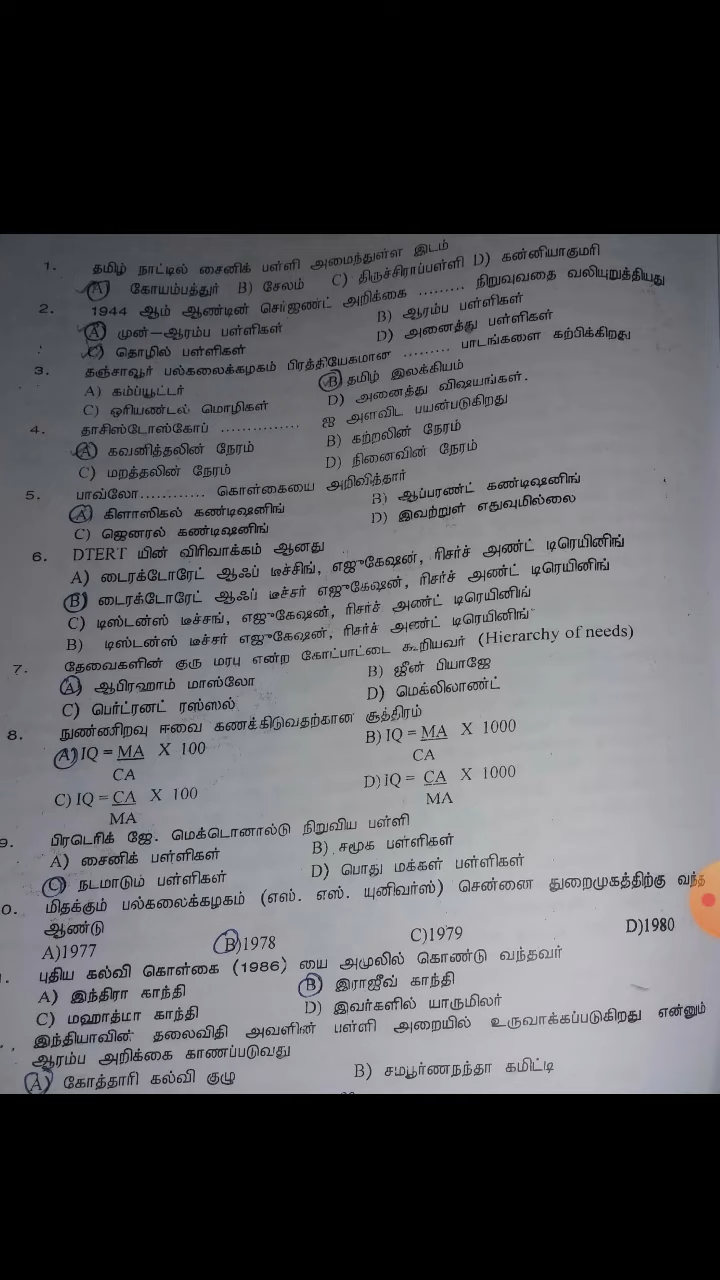 1. தமிழ் நாட்டில் சைனிக் பள்ளி அமைந்துள்ள இடம்
A) கோயம்பத்தூர் B) சேலம் C) திருச்சிராப்பள்ளி D) கன்னியாகுமரி
2. 1944 ஆம் ஆண்டின் செர்ஜண்ட் அறிக்கை ......... நிறுவுவதை வலியுறுத்தியது
A) முன்–ஆரம்ப பள்ளிகள் B) ஆரம்ப பள்ளிகள்
C) தொழில் பள்ளிகள் D) அனைத்து பள்ளிகள்
3. தஞ்சாவூர் பல்கலைக்கழகம் பிரத்தியேகமான ......... பாடங்களை கற்பிக்கிறது
A) கம்ப்யூட்டர் B) தமிழ் இலக்கியம்
C) ஒரியண்டல் மொழிகள் D) அனைத்து விஷயங்கள்.
4. தாசிஸ்டோஸ்கோப் ............... ஐ அளவிட பயன்படுகிறது
A) கவனித்தலின் நேரம் B) கற்றலின் நேரம்
C) மறத்தலின் நேரம் D) நினைவின் நேரம்
5. பாவ்லோ............ கொள்கையை அறிவித்தார்
A) கிளாஸிகல் கண்டிஷனிங் B) ஆப்பரண்ட் கண்டிஷனிங்
C) ஜெனரல் கண்டிஷனிங் D) இவற்றுள் எதுவுமில்லை
6. DTERT யின் விரிவாக்கம் ஆனது
A) டைரக்டோரேட் ஆஃப் டீச்சிங், எஜுகேஷன், ரிசர்ச் அண்ட் டிரெயினிங்
B) டைரக்டோரேட் ஆஃப் டீச்சர் எஜுகேஷன், ரிசர்ச் அண்ட் டிரெயினிங்
C) டிஸ்டன்ஸ் டீச்சங், எஜுகேஷன், ரிசர்ச் அண்ட் டிரெயினிங்
B) டிஸ்டன்ஸ் டீச்சர் எஜுகேஷன், ரிசர்ச் அண்ட் டிரெயினிங்
7. தேவைகளின் குரு மரபு என்ற கோட்பாட்டை கூறியவர் (Hierarchy of needs)
A) ஆபிரஹாம் மாஸ்லோ B) ஜீன் பியாஜே
C) பெர்ட்ரனட் ரஸ்ஸல் D) மெக்லிலாண்ட்
8. நுண்ணறிவு ஈவை கணக்கிடுவதற்கான சூத்திரம்
A) IQ = MA X 100 B) IQ = MA X 1000
CA CA
C) IQ = CA X 100 D) IQ = CA X 1000
MA MA
9. பிரடெரிக் ஜே. மெக்டொனால்டு நிறுவிய பள்ளி
A) சைனிக் பள்ளிகள் B) சமூக பள்ளிகள்
C) நடமாடும் பள்ளிகள் D) பொது மக்கள் பள்ளிகள்
0. மிதக்கும் பல்கலைக்கழகம் (எஸ். எஸ். யுனிவர்ஸ்) சென்னை துறைமுகத்திற்கு வந்த
ஆண்டு
A)1977 B)1978 C)1979 D)1980
. புதிய கல்வி கொள்கை (1986) யை அமுலில் கொண்டு வந்தவர்
A) இந்திரா காந்தி B) இராஜீவ் காந்தி
C) மஹாத்மா காந்தி D) இவர்களில் யாருமிலர்
. இந்தியாவின் தலைவிதி அவளின் பள்ளி அறையில் உருவாக்கப்படுகிறது என்னும்
ஆரம்ப அறிக்கை காணப்படுவது
A) கோத்தாரி கல்வி குழு B) சம்பூர்ணநந்தா கமிட்டி